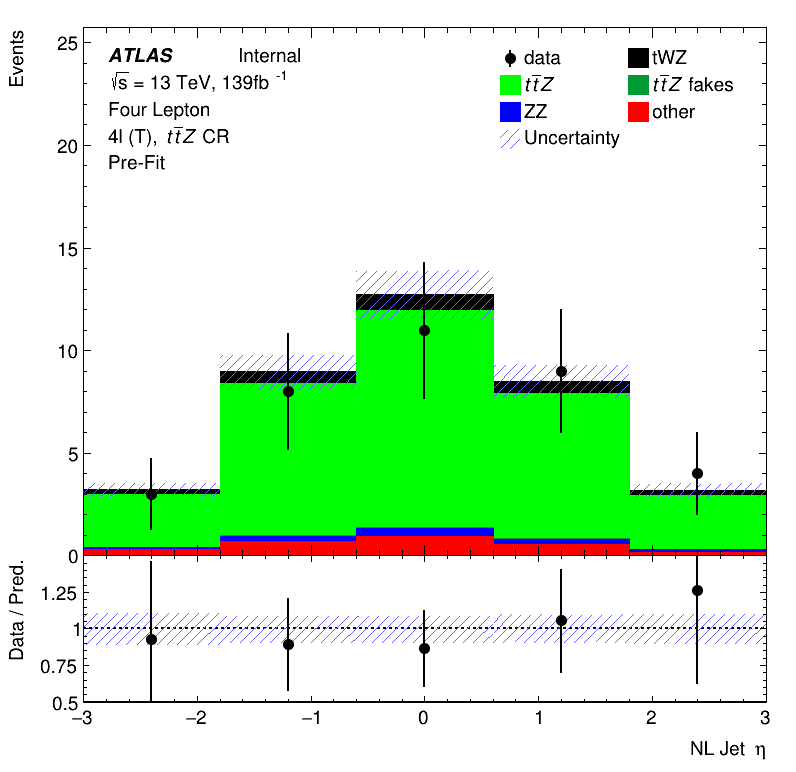 Events
25
20
15
10
5
0
ATLAS Internal
√s = 13 TeV, 139fb⁻¹
Four Lepton
4l (T), tt̄Z CR
Pre-Fit
data tWZ
tt̄Z tt̄Z fakes
ZZ other
Uncertainty
Data / Pred.
1.25
1
0.75
0.5
−3 −2 −1 0 1 2 3
NL Jet η